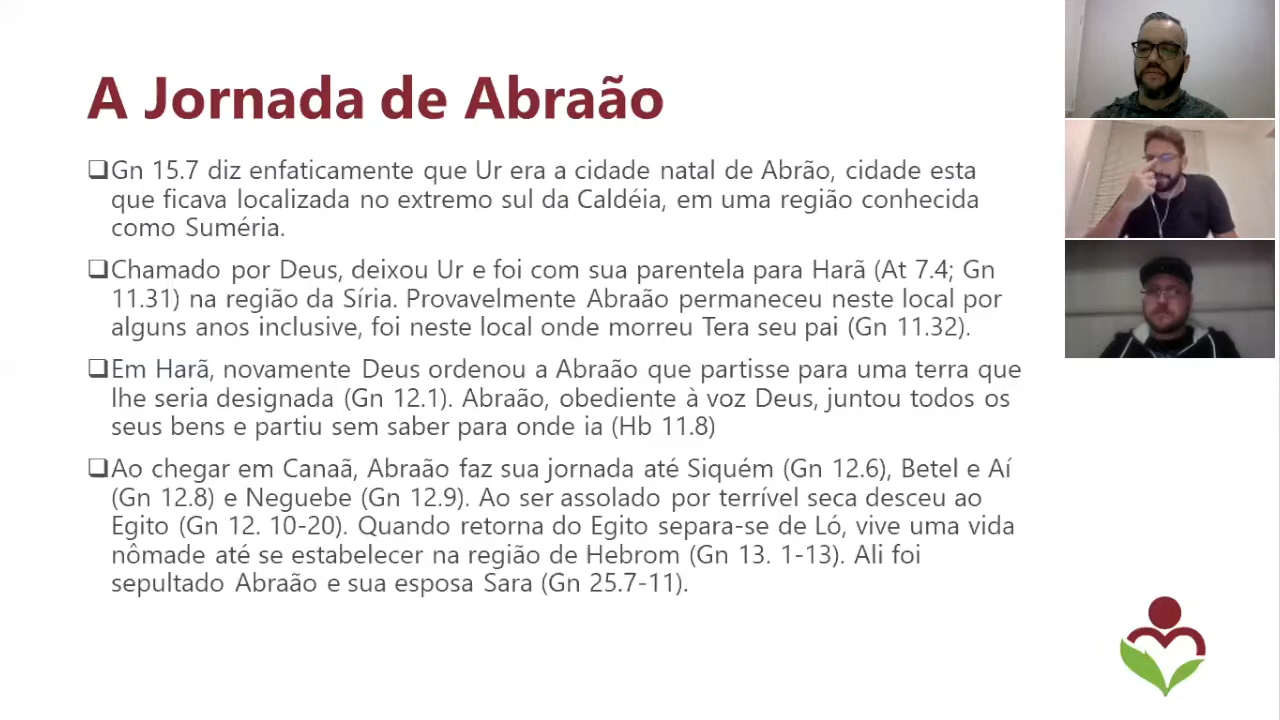 A Jornada de Abraão
❑Gn 15.7 diz enfaticamente que Ur era a cidade natal de Abrão, cidade esta
que ficava localizada no extremo sul da Caldéia, em uma região conhecida
como Suméria.
❑Chamado por Deus, deixou Ur e foi com sua parentela para Harã (At 7.4; Gn
11.31) na região da Síria. Provavelmente Abraão permaneceu neste local por
alguns anos inclusive, foi neste local onde morreu Tera seu pai (Gn 11.32).
❑Em Harã, novamente Deus ordenou a Abraão que partisse para uma terra que
lhe seria designada (Gn 12.1). Abraão, obediente à voz Deus, juntou todos os
seus bens e partiu sem saber para onde ia (Hb 11.8)
❑Ao chegar em Canaã, Abraão faz sua jornada até Siquém (Gn 12.6), Betel e Aí
(Gn 12.8) e Neguebe (Gn 12.9). Ao ser assolado por terrível seca desceu ao
Egito (Gn 12. 10-20). Quando retorna do Egito separa-se de Ló, vive uma vida
nômade até se estabelecer na região de Hebrom (Gn 13. 1-13). Ali foi
sepultado Abraão e sua esposa Sara (Gn 25.7-11).